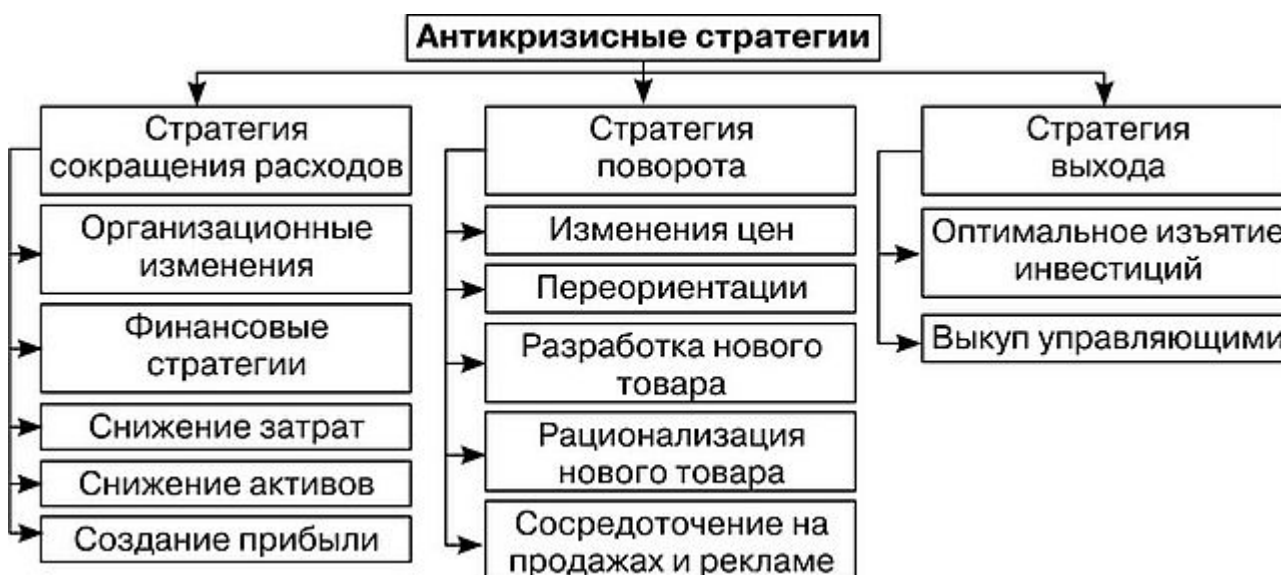 Антикризисные стратегии
Стратегия
сокращения расходов
Организационные
изменения
Финансовые
стратегии
Снижение затрат
Снижение активов
Создание прибыли
Стратегия
поворота
Изменения цен
Переориентации
Разработка нового
товара
Рационализация
нового товара
Сосредоточение на
продажах и рекламе
Стратегия
выхода
Оптимальное изъятие
инвестиций
Выкуп управляющими